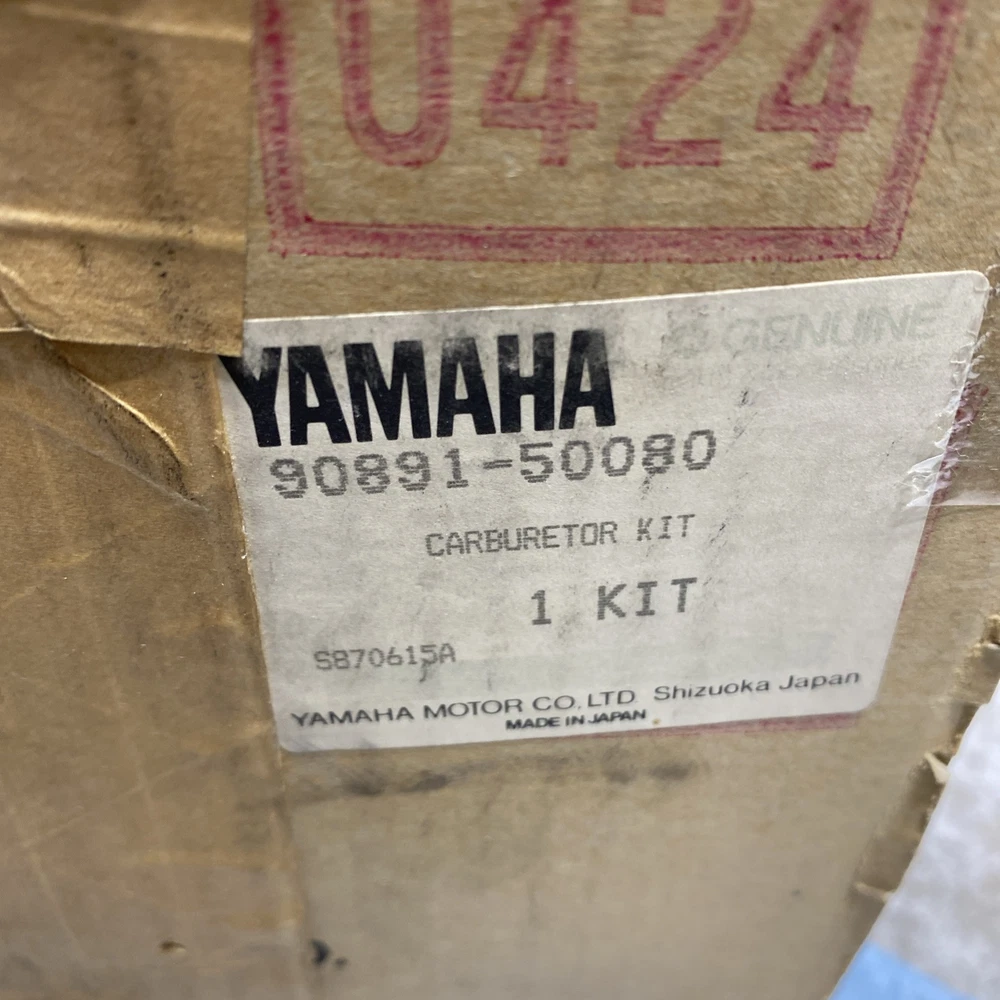 0424
GENUINE
YAMAHA
90891-50080
CARBURETOR KIT
1 KIT
S870615A
YAMAHA MOTOR CO., LTD Shizuoka Japan
MADE IN JAPAN